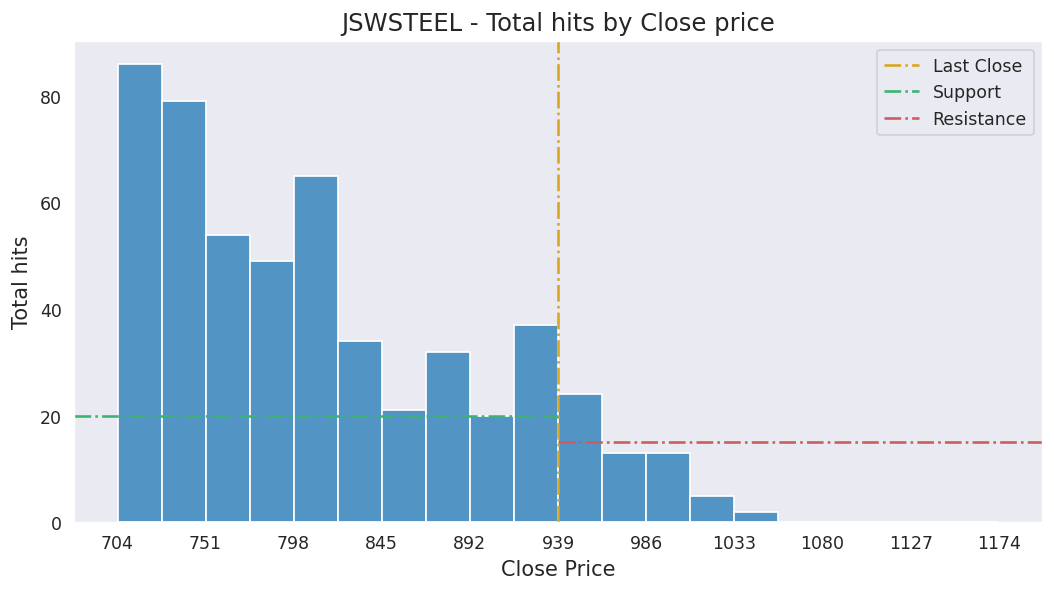 JSWSTEEL - Total hits by Close price
Last Close
Support
Resistance
Total hits
80
60
40
20
0
704 751 798 845 892 939 986 1033 1080 1127 1174
Close Price